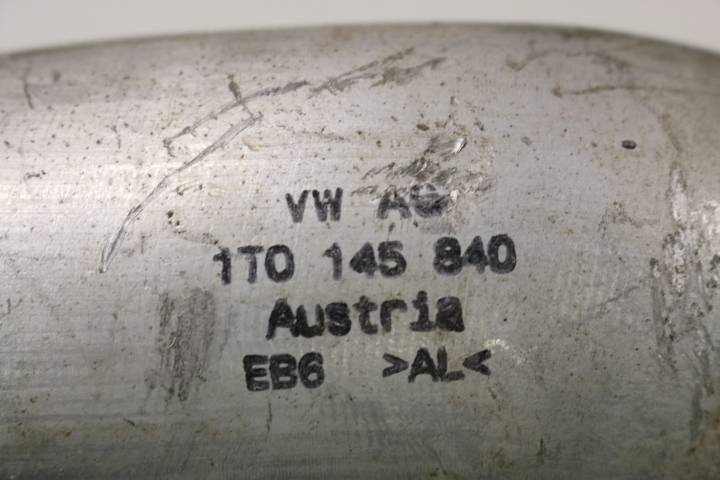 VW AG
1T0 145 840
Austria
EB6 >AL<